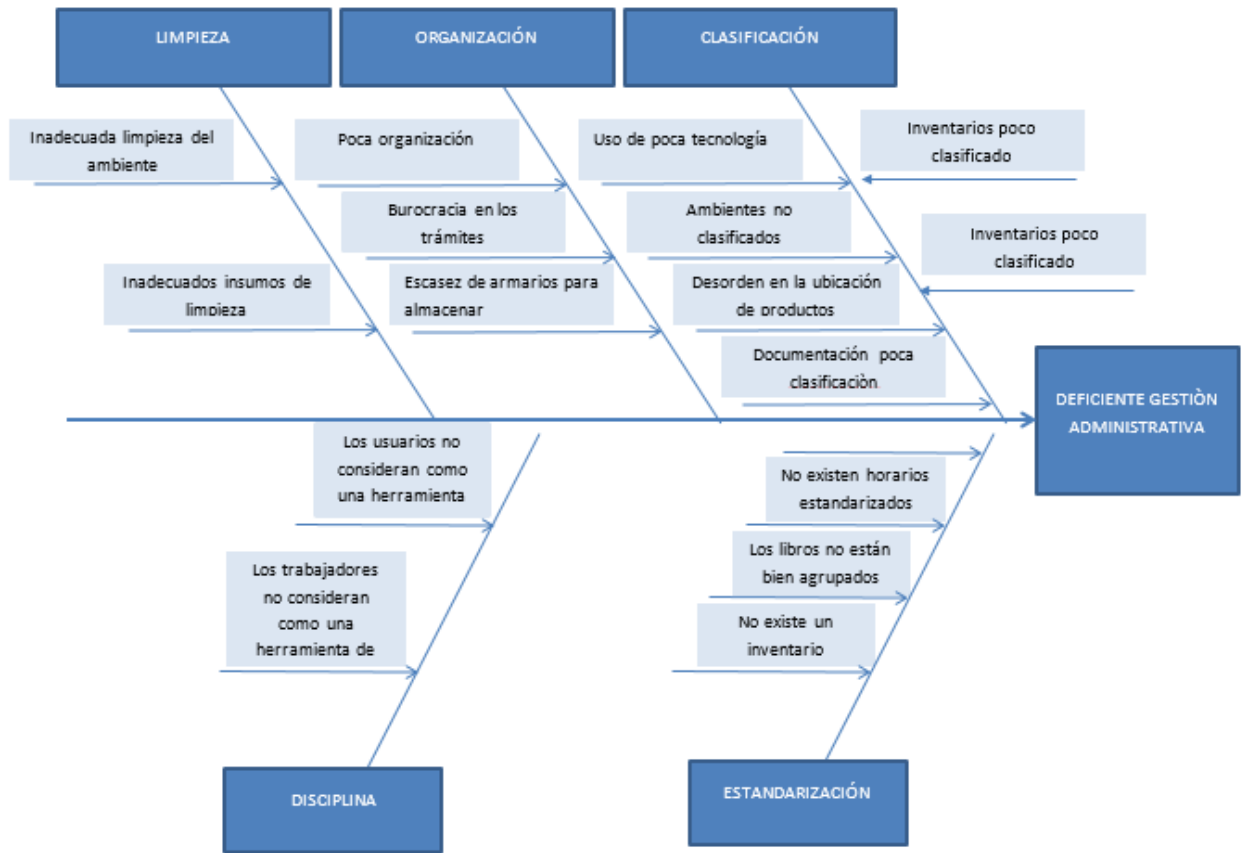 LIMPIEZA
ORGANIZACIÓN
CLASIFICACIÓN
Inadecuada limpieza del
ambiente
Poca organización
Uso de poca tecnología
Inventarios poco
clasificado
Burocracia en los
trámites
Ambientes no
clasificados
Inventarios poco
clasificado
Inadecuados insumos de
limpieza
Escasez de armarios para
almacenar
Desorden en la ubicación
de productos
Documentación poca
clasificaciòn
DEFICIENTE GESTIÒN
ADMINISTRATIVA
Los usuarios no
consideran como
una herramienta
No existen horarios
estandarizados
Los trabajadores
no consideran
como una
herramienta de
Los libros no están
bien agrupados
No existe un
inventario
DISCIPLINA
ESTANDARIZACIÓN